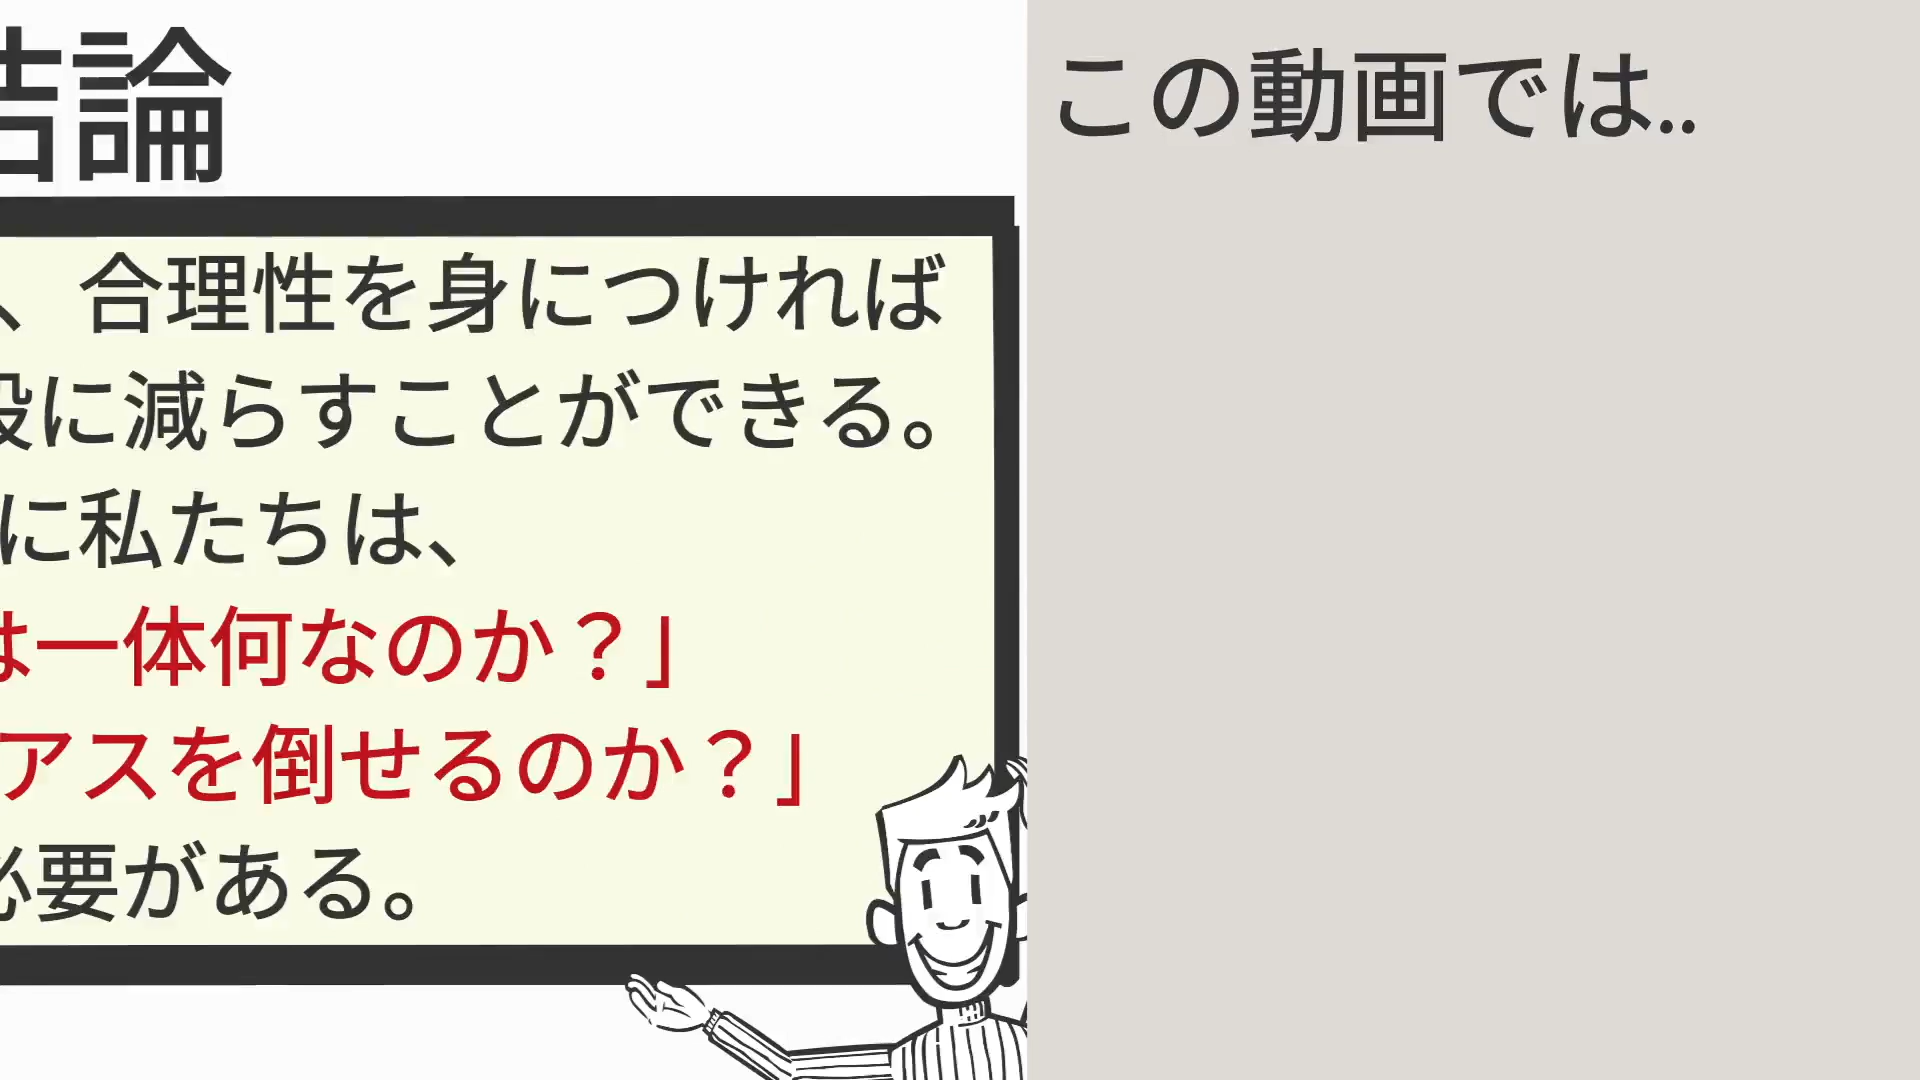 結論
、合理性を身につければ
段に減らすことができる。
に私たちは、
は一体何なのか？」
アスを倒せるのか？」
必要がある。
この動画では..